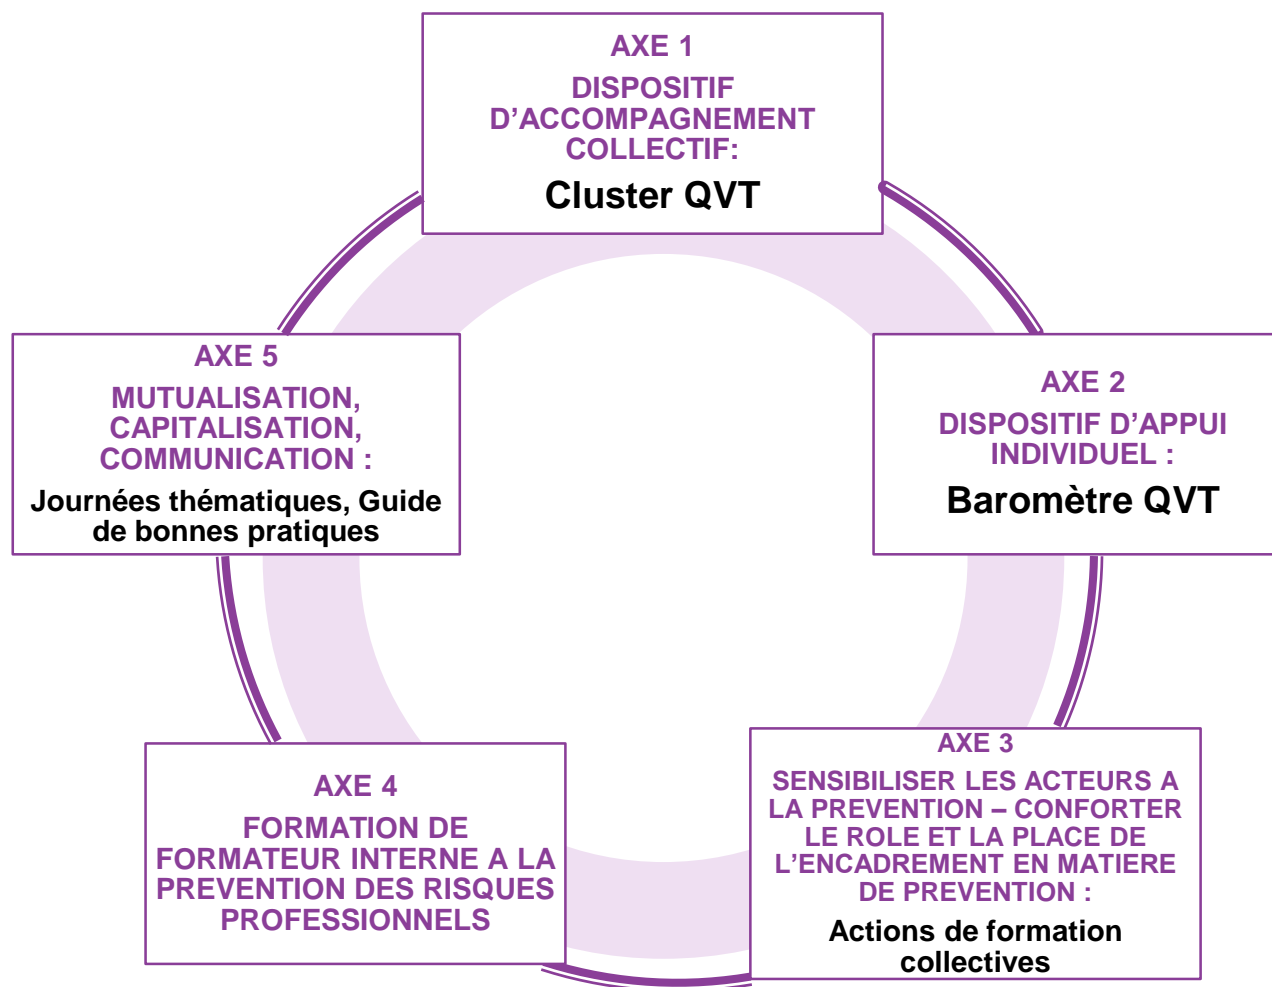 AXE 1
DISPOSITIF
D’ACCOMPAGNEMENT
COLLECTIF:
Cluster QVT
AXE 2
DISPOSITIF D’APPUI
INDIVIDUEL :
Baromètre QVT
AXE 3
SENSIBILISER LES ACTEURS A
LA PREVENTION – CONFORTER
LE ROLE ET LA PLACE DE
L’ENCADREMENT EN MATIERE
DE PREVENTION :
Actions de formation
collectives
AXE 4
FORMATION DE
FORMATEUR INTERNE A LA
PREVENTION DES RISQUES
PROFESSIONNELS
AXE 5
MUTUALISATION,
CAPITALISATION,
COMMUNICATION :
Journées thématiques, Guide
de bonnes pratiques